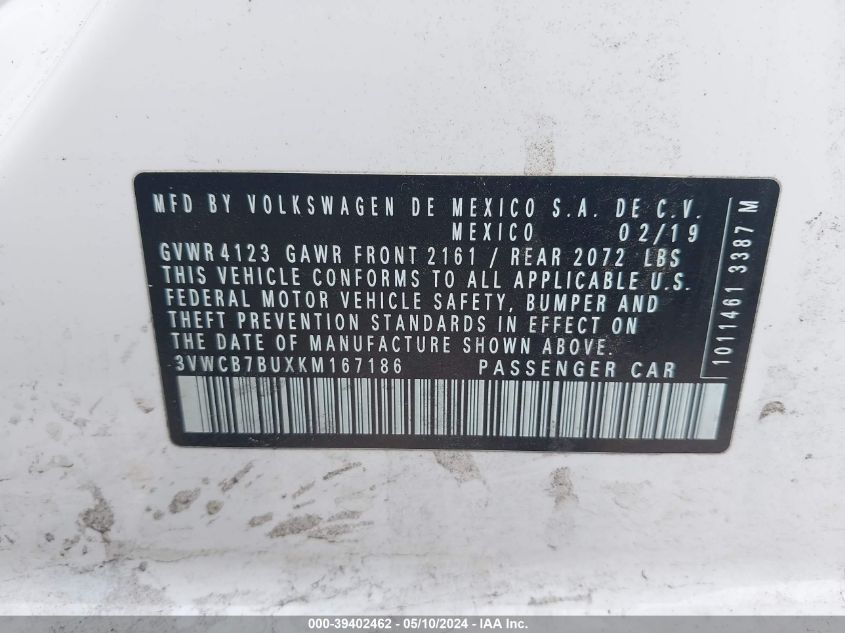 MFD BY VOLKSWAGEN DE MEXICO S.A. DE C.V.
MEXICO 02/19
GVWR 4123 GAWR FRONT 2161 / REAR 2072 LBS
THIS VEHICLE CONFORMS TO ALL APPLICABLE U.S.
FEDERAL MOTOR VEHICLE SAFETY, BUMPER AND
THEFT PREVENTION STANDARDS IN EFFECT ON
THE DATE OF MANUFACTURE SHOWN ABOVE.
3VWCB7BUXKM167186 PASSENGER CAR
1011461 3387 M
000-39402462 - 05/10/2024 - IAA Inc.